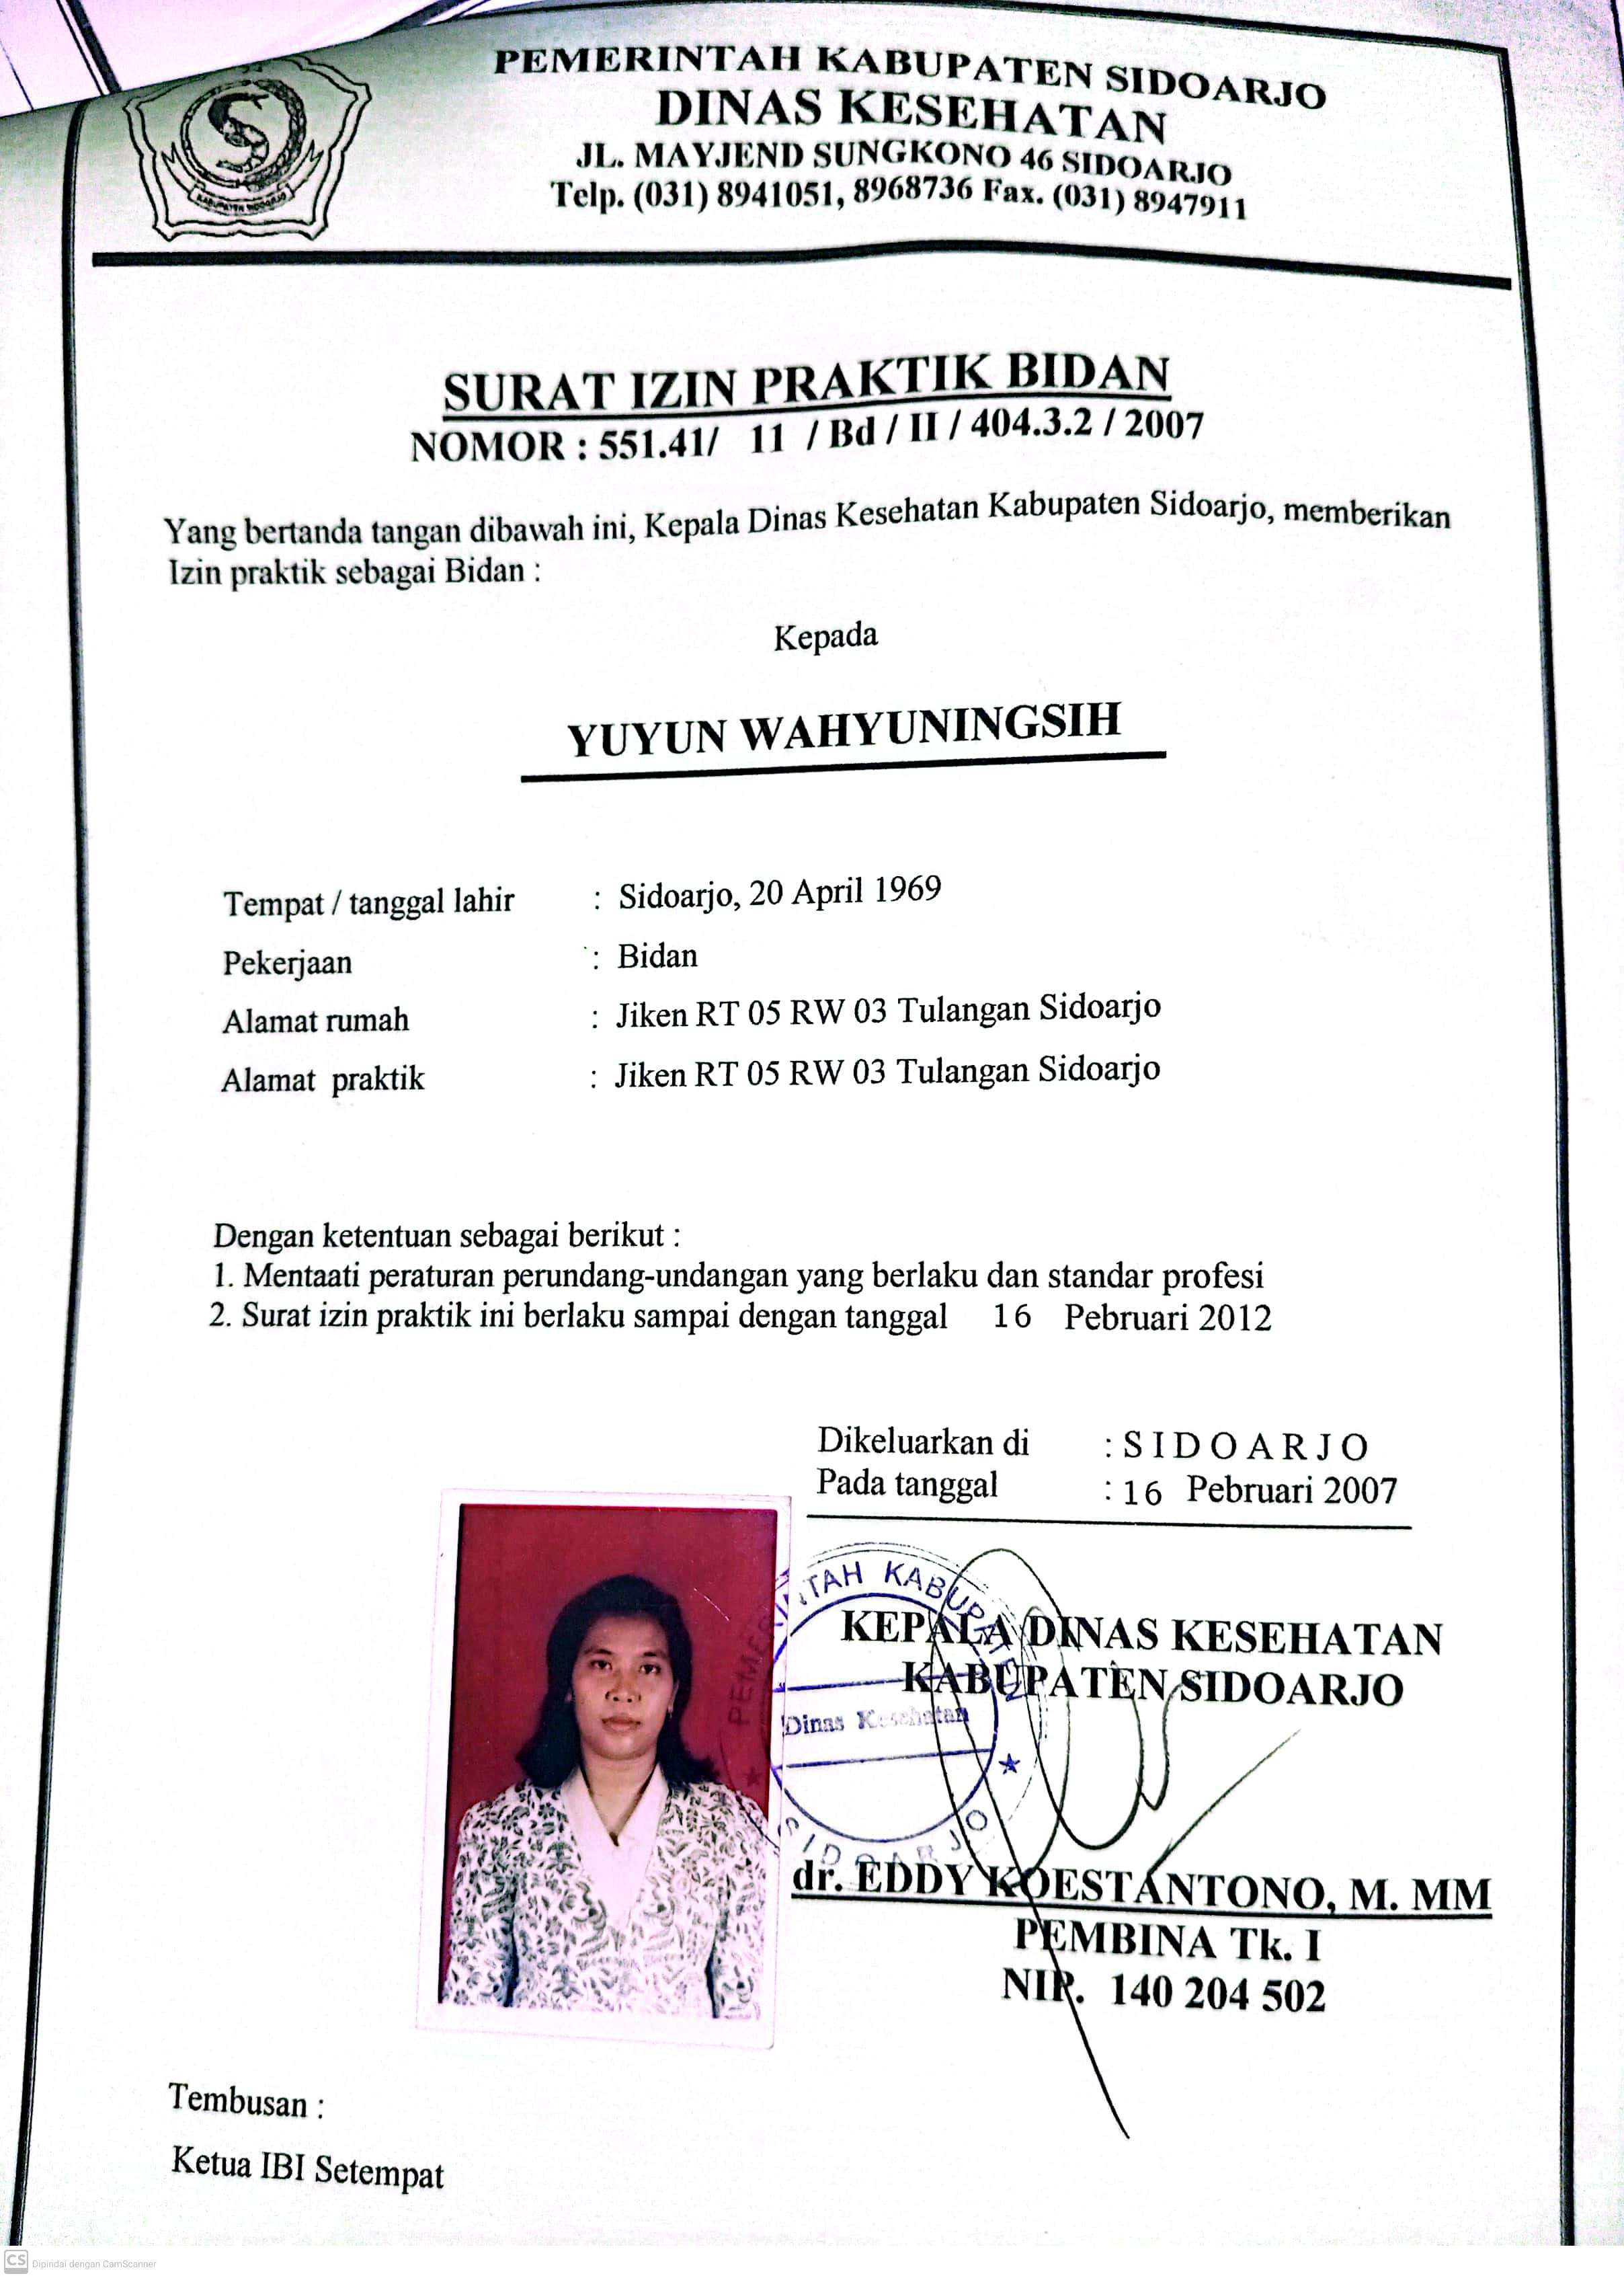 PEMERINTAH KABUPATEN SIDOARJO
DINAS KESEHATAN
JL. MAYJEND SUNGKONO 46 SIDOARJO
Telp. (031) 8941051, 8968736 Fax. (031) 8947911
KABUPATEN SIDOARJO
SURAT IZIN PRAKTIK BIDAN
NOMOR : 551.41/ 11 / Bd / II / 404.3.2 / 2007
Yang bertanda tangan dibawah ini, Kepala Dinas Kesehatan Kabupaten Sidoarjo, memberikan
Izin praktik sebagai Bidan :
Kepada
YUYUN WAHYUNINGSIH
Tempat / tanggal lahir : Sidoarjo, 20 April 1969
Pekerjaan : Bidan
Alamat rumah : Jiken RT 05 RW 03 Tulangan Sidoarjo
Alamat praktik : Jiken RT 05 RW 03 Tulangan Sidoarjo
Dengan ketentuan sebagai berikut :
1. Mentaati peraturan perundang-undangan yang berlaku dan standar profesi
2. Surat izin praktik ini berlaku sampai dengan tanggal 16 Pebruari 2012
Dikeluarkan di : S I D O A R J O
Pada tanggal : 16 Pebruari 2007
PEMERINTAH KABUPATEN
Dinas Kesehatan
SIDOARJO
KEPALA DINAS KESEHATAN
KABUPATEN SIDOARJO
dr. EDDY KOESTANTONO, M. MM
PEMBINA Tk. I
NIP. 140 204 502
Tembusan :
Ketua IBI Setempat
CS Dipindai dengan CamScanner